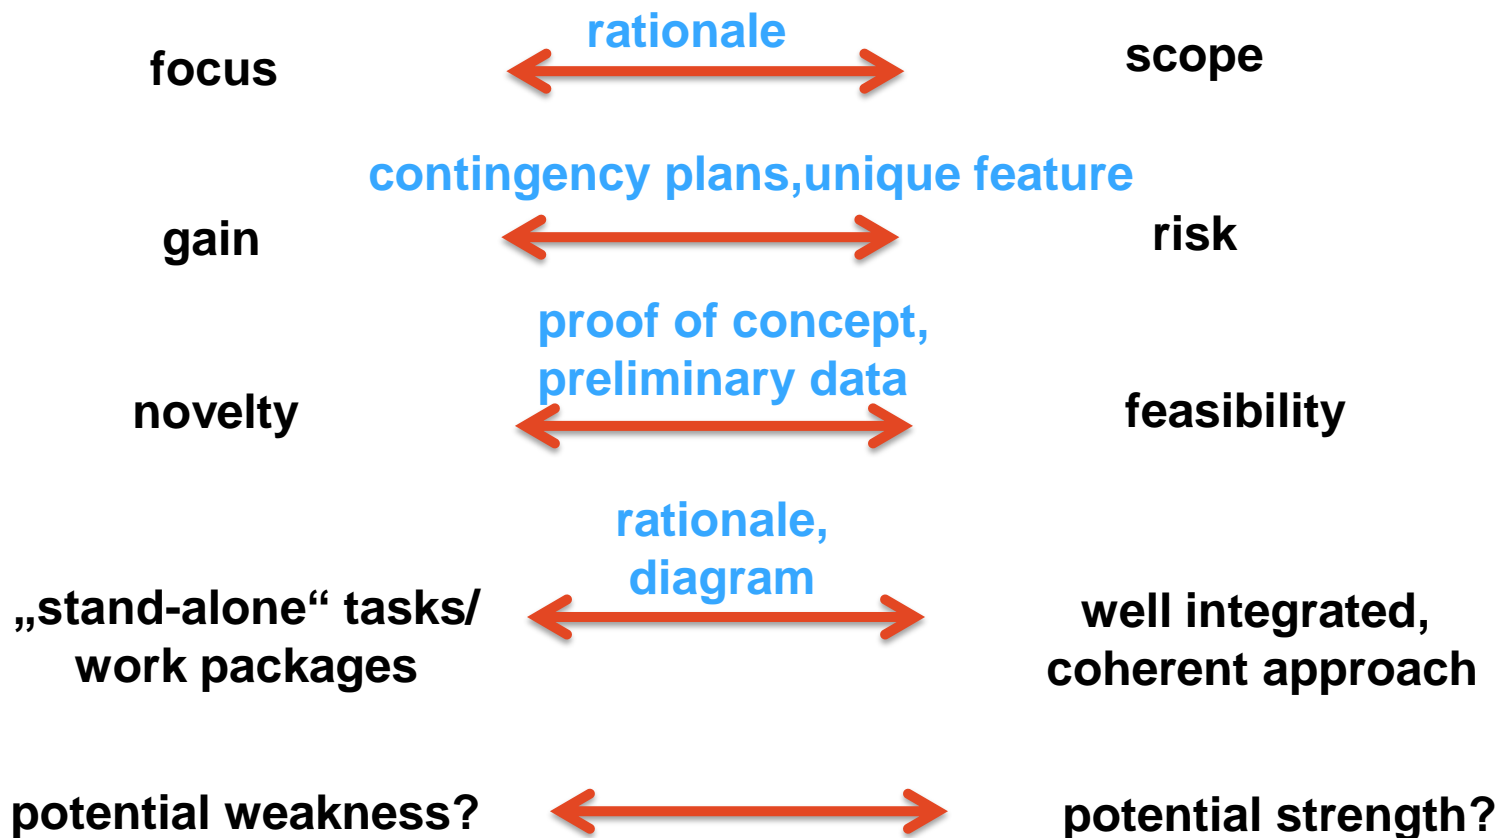 rationale
focus
scope
contingency plans,unique feature
gain
risk
proof of concept,
preliminary data
novelty
feasibility
rationale,
diagram
„stand-alone“ tasks/
work packages
well integrated,
coherent approach
potential weakness?
potential strength?